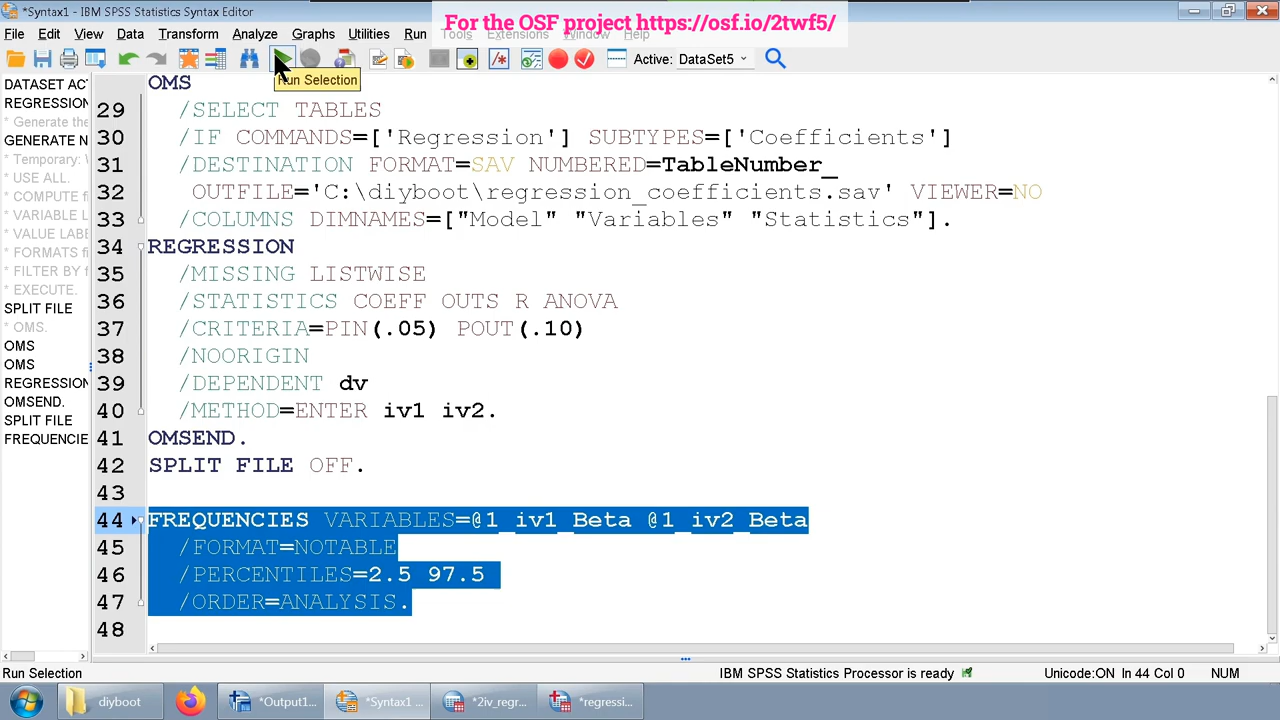 *Syntax1 - IBM SPSS Statistics Syntax Editor
For the OSF project https://osf.io/2twf5/
File Edit View Data Transform Analyze Graphs Utilities Run Tools Extensions Window Help
Active: DataSet5
Run Selection
DATASET ACT
REGRESSION
* Generate the
GENERATE N
* Temporary: W
* USE ALL.
* COMPUTE f
* VARIABLE L
* VALUE LABE
* FORMATS f
* FILTER BY f
* EXECUTE.
SPLIT FILE
* OMS.
OMS
OMS
REGRESSION
OMSEND.
SPLIT FILE
FREQUENCIE
OMS
29 /SELECT TABLES
30 /IF COMMANDS=['Regression'] SUBTYPES=['Coefficients']
31 /DESTINATION FORMAT=SAV NUMBERED=TableNumber_
32 OUTFILE='C:\diyboot\regression_coefficients.sav' VIEWER=NO
33 /COLUMNS DIMNAMES=["Model" "Variables" "Statistics"].
34 REGRESSION
35 /MISSING LISTWISE
36 /STATISTICS COEFF OUTS R ANOVA
37 /CRITERIA=PIN(.05) POUT(.10)
38 /NOORIGIN
39 /DEPENDENT dv
40 /METHOD=ENTER iv1 iv2.
41 OMSEND.
42 SPLIT FILE OFF.
43
44 FREQUENCIES VARIABLES=@1_iv1_Beta @1_iv2_Beta
45 /FORMAT=NOTABLE
46 /PERCENTILES=2.5 97.5
47 /ORDER=ANALYSIS.
48
Run Selection IBM SPSS Statistics Processor is ready Unicode:ON In 44 Col 0 NUM
diyboot *Output1... *Syntax1 ... *2iv_regr... *regressi...